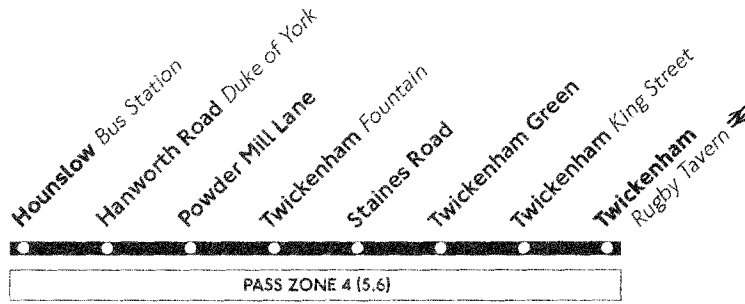 Hounslow Bus Station
Hanworth Road Duke of York
Powder Mill Lane
Twickenham Fountain
Staines Road
Twickenham Green
Twickenham King Street
Twickenham
Rugby Tavern
PASS ZONE 4 (5.6)